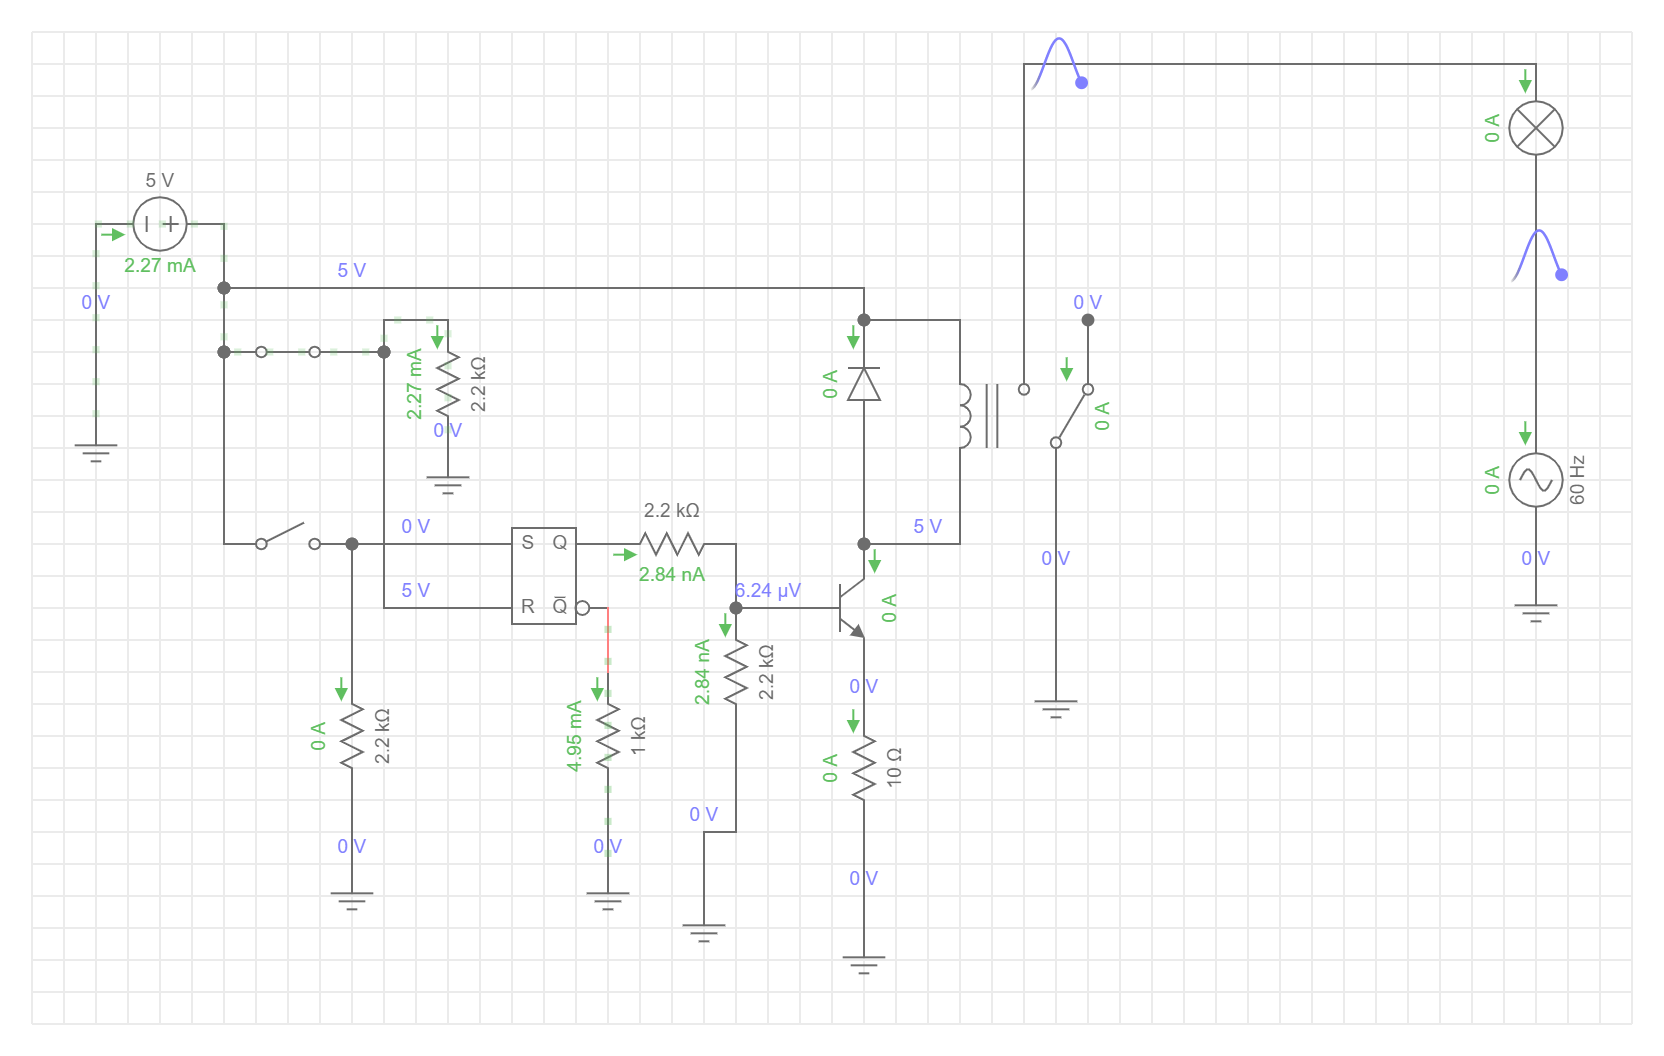 5 V
0 A
2.27 mA
5 V
0 V
0 V
0 A
2.27 mA
2.2 kΩ
0 A
0 V
0 A
60 Hz
2.2 kΩ
0 V
S Q
2.84 nA
5 V
0 V
0 V
5 V
6.24 µV
R Q̅
0 A
2.84 nA
2.2 kΩ
0 V
0 A
2.2 kΩ
4.95 mA
1 kΩ
0 A
10 Ω
0 V
0 V
0 V
0 V